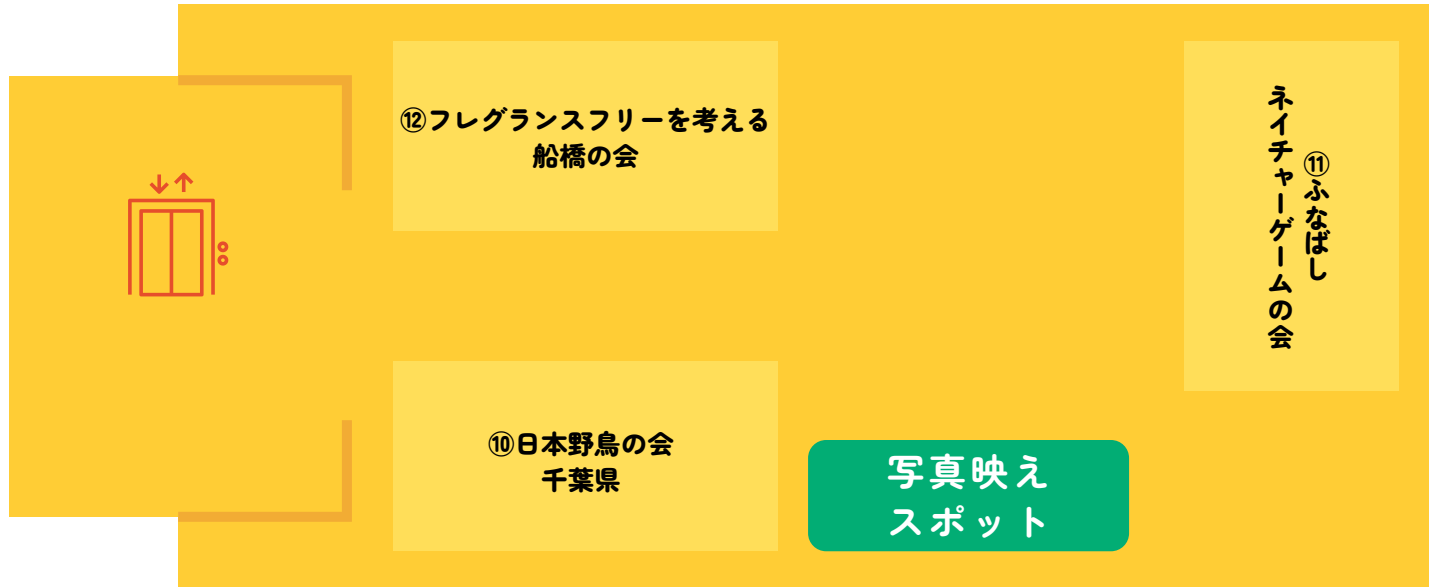 ⑫フレグランスフリーを考える
船橋の会
⑪ふなばし
ネイチャーゲームの会
⑩日本野鳥の会
千葉県
写真映え
スポット